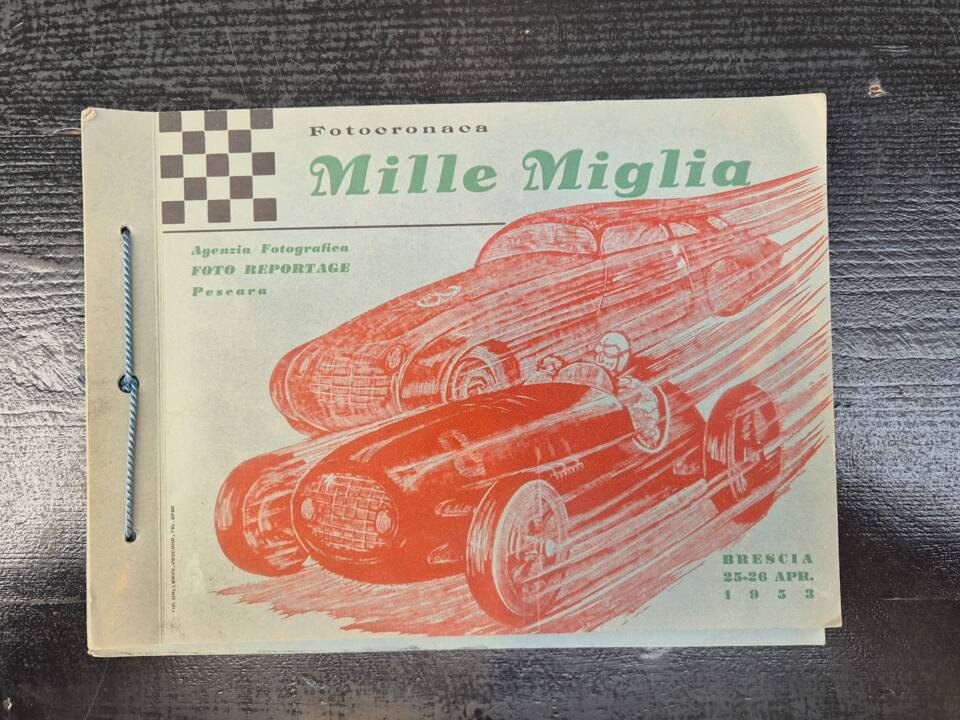 Fotocronaca
Mille Miglia
Agenzia Fotografica
FOTO REPORTAGE
Pescara
BRESCIA
25-26 APR.
1953